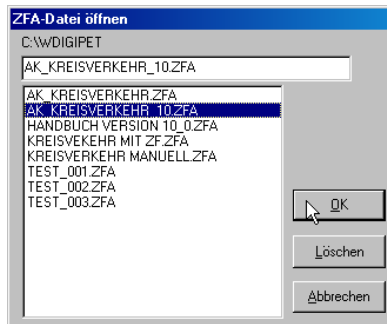 ZFA-Datei öffnen
C:\WDIGIPET
AK_KREISVERKEHR_10.ZFA
AK_KREISVERKEHR.ZFA
AK_KREISVERKEHR_10.ZFA
HANDBUCH VERSION 10_0.ZFA
KREISVEKEHR MIT ZF.ZFA
KREISVERKEHR MANUELL.ZFA
TEST_001.ZFA
TEST_002.ZFA
TEST_003.ZFA
OK
Löschen
Abbrechen